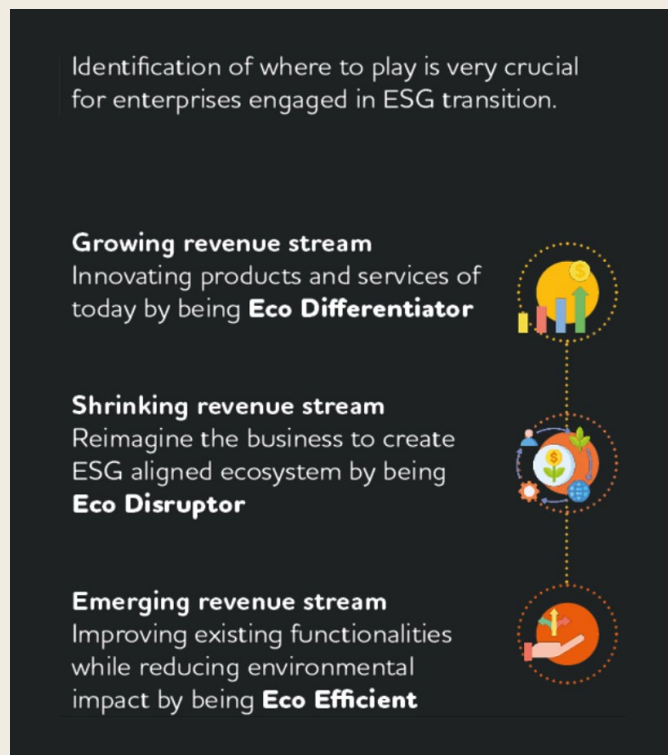 Identification of where to play is very crucial
for enterprises engaged in ESG transition.
Growing revenue stream
Innovating products and services of
today by being Eco Differentiator
Shrinking revenue stream
Reimagine the business to create
ESG aligned ecosystem by being
Eco Disruptor
Emerging revenue stream
Improving existing functionalities
while reducing environmental
impact by being Eco Efficient